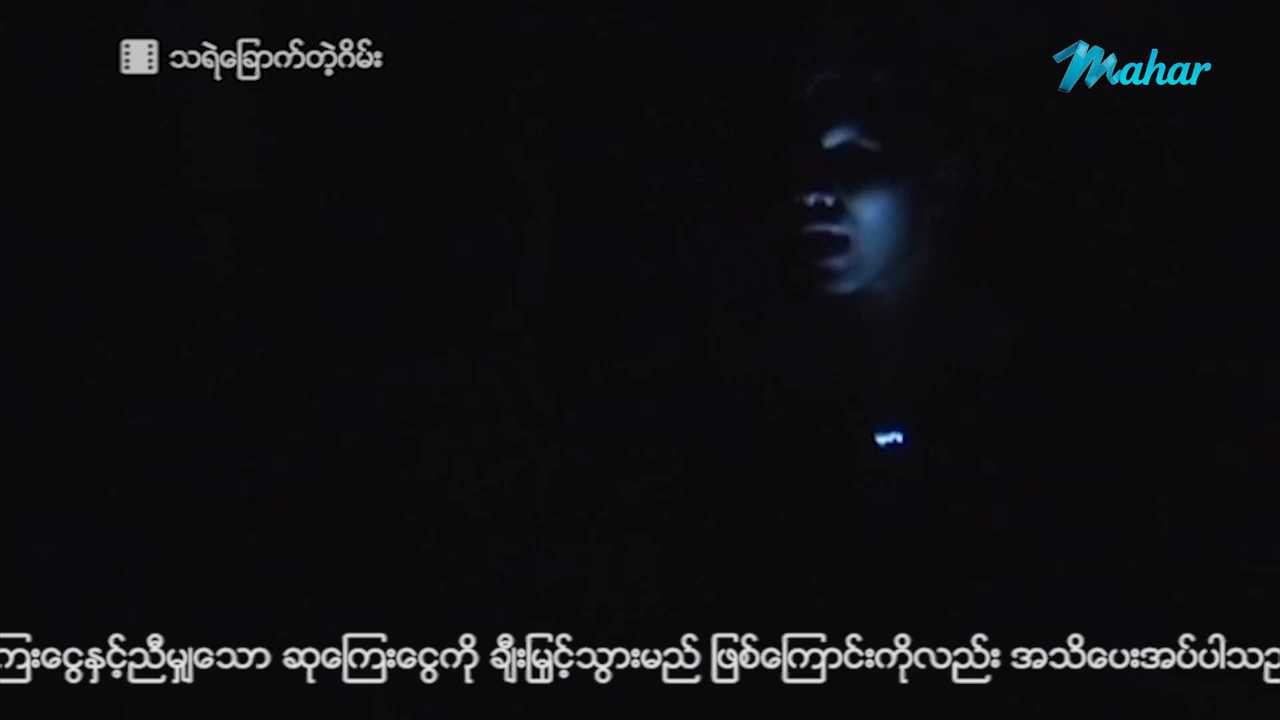 သရဲခြောက်တဲ့ဂိမ်း
Mahar
ကြေးငွေနှင့်ညီမျှသော ဆုကြေးငွေကို ချီးမြှင့်သွားမည် ဖြစ်ကြောင်းကိုလည်း အသိပေးအပ်ပါသည